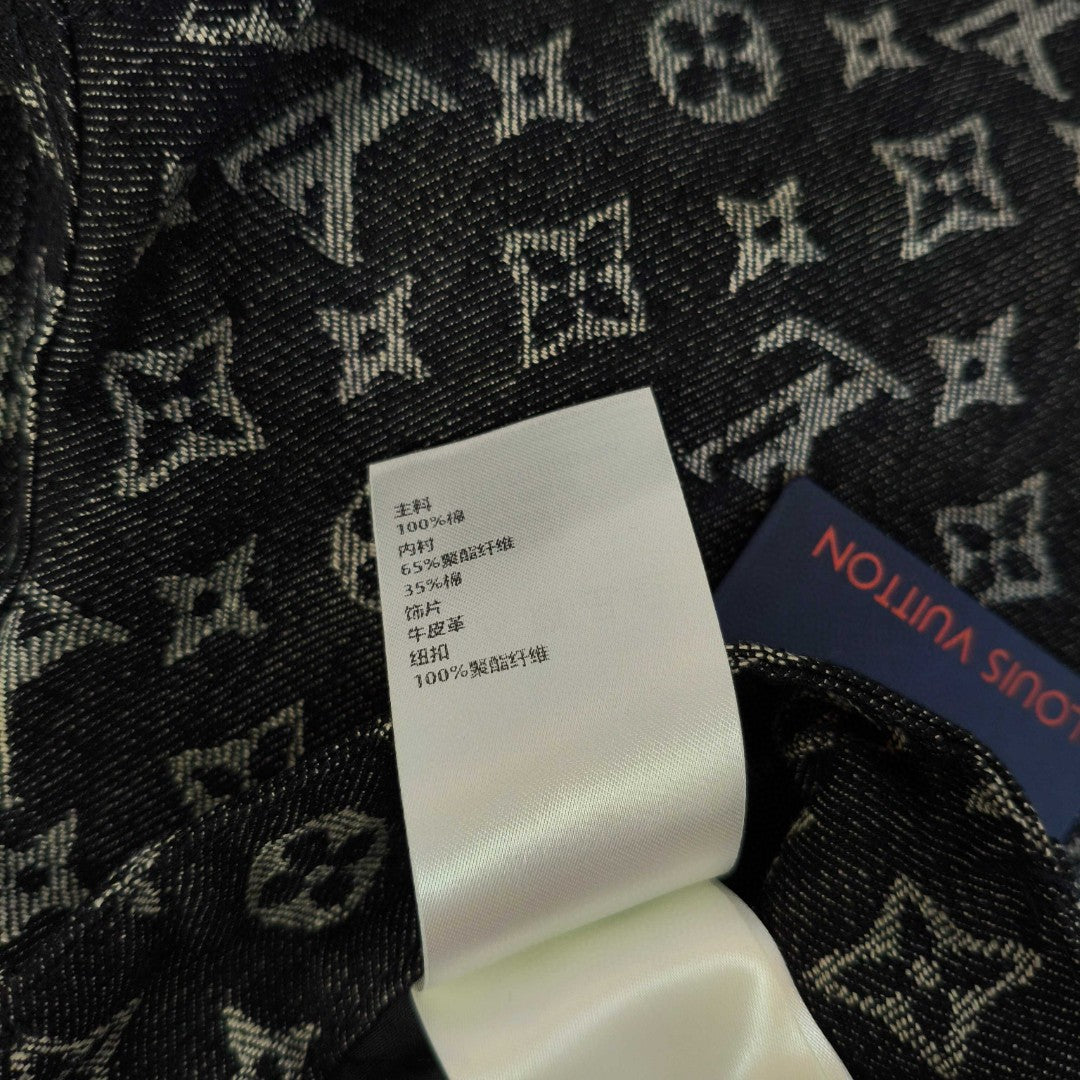 主料
100%棉
内衬
65%聚酯纤维
35%棉
饰片
牛皮革
纽扣
100%聚酯纤维
LOUIS VUITTON